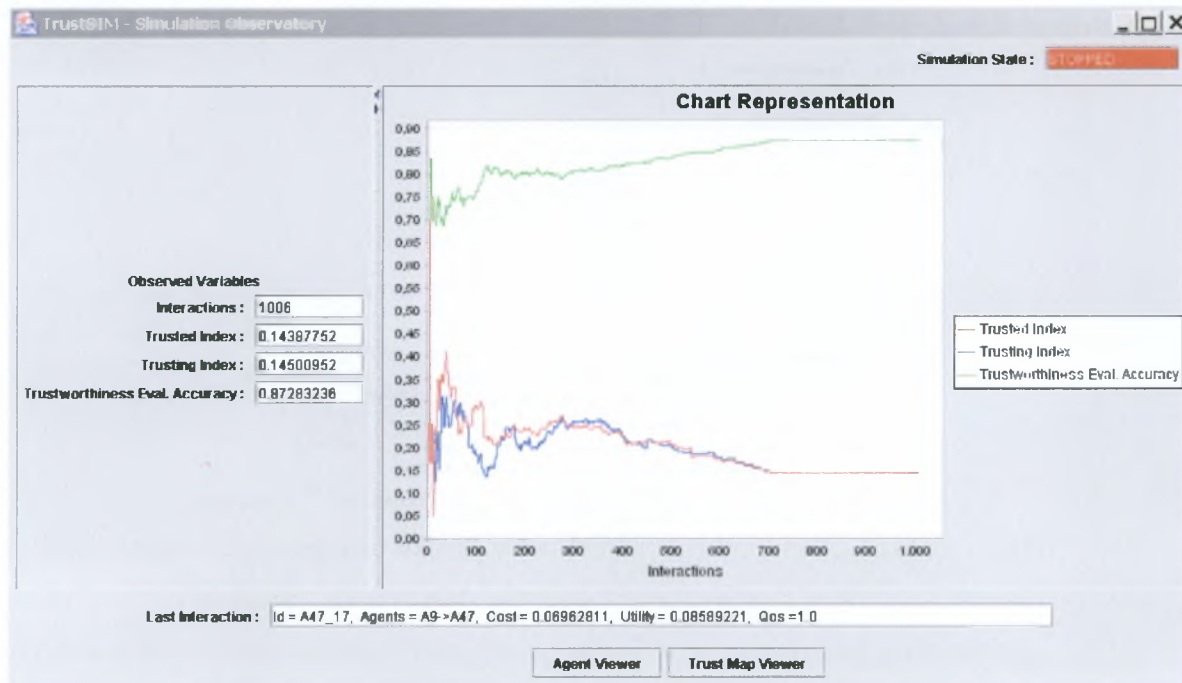 TrustSIM - Simulation Observatory
Simulation State : STOPPED
Chart Representation
0,90
0,85
0,80
0,75
0,70
0,65
0,60
0,55
0,50
0,45
0,40
0,35
0,30
0,25
0,20
0,15
0,10
0,05
0,00
0 100 200 300 400 500 600 700 800 900 1.000
Interactions
Observed Variables
Interactions : 1006
Trusted Index : 0.14387752
Trusting Index : 0.14500952
Trustworthiness Eval. Accuracy : 0.87283236
Trusted Index
Trusting Index
Trustworthiness Eval. Accuracy
Last Interaction : Id = A47_17, Agents = A9->A47, Cost = 0.06962811, Utility = 0.08589221, Qos =1.0
Agent Viewer Trust Map Viewer